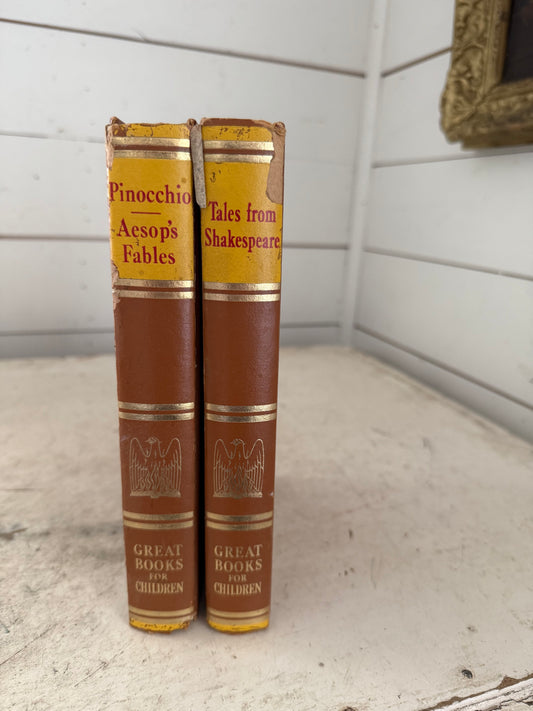 Pinocchio
Aesop's
Fables
GREAT
BOOKS
FOR
CHILDREN
Tales from
Shakespeare
GREAT
BOOKS
FOR
CHILDREN